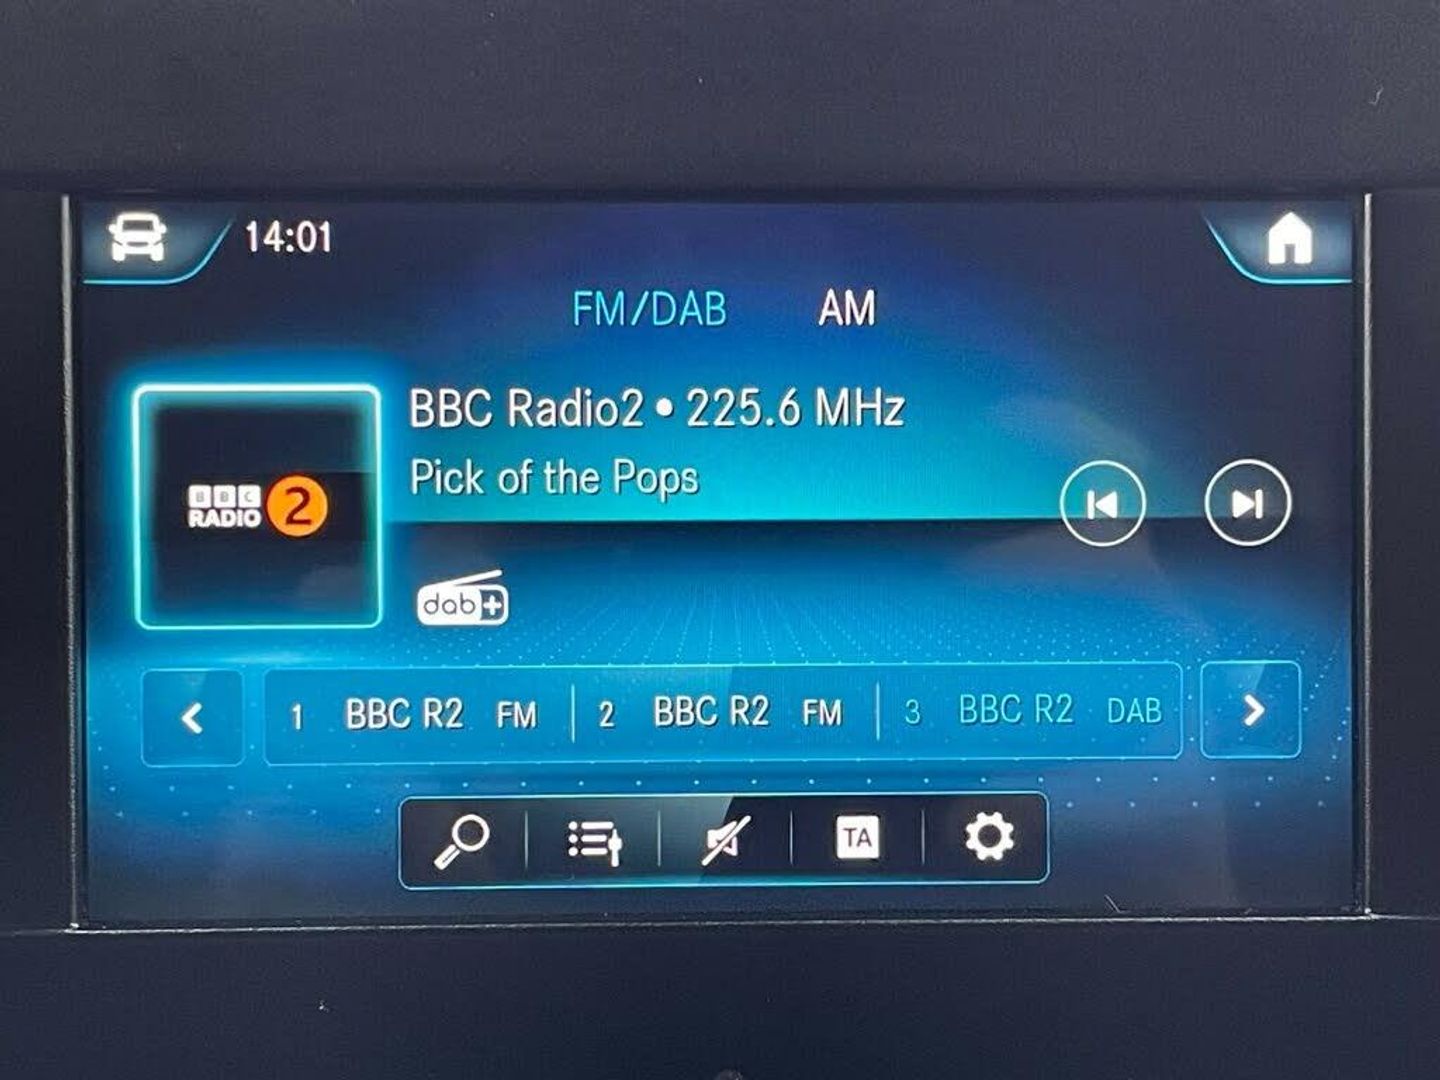 14:01
FM/DAB AM
BBC Radio2 • 225.6 MHz
Pick of the Pops
BBC
RADIO 2
dab+
1 BBC R2 FM 2 BBC R2 FM 3 BBC R2 DAB
TA